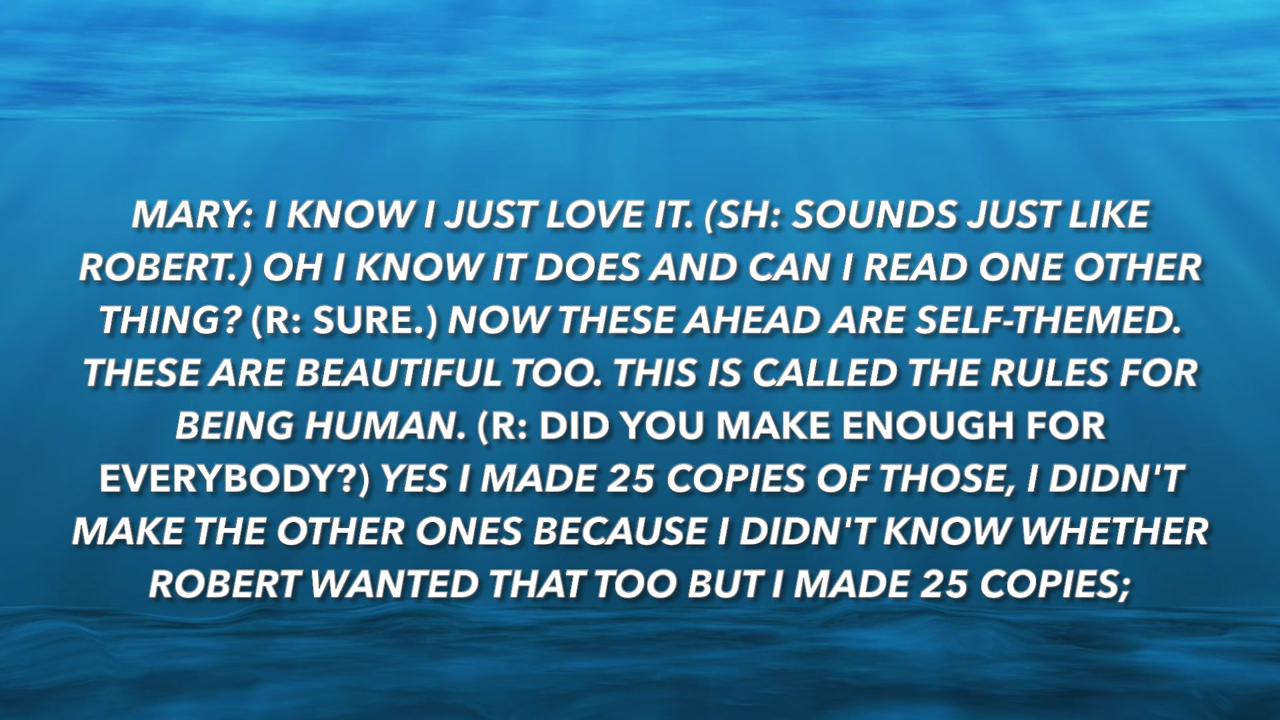 MARY: I KNOW I JUST LOVE IT. (SH: SOUNDS JUST LIKE
ROBERT.) OH I KNOW IT DOES AND CAN I READ ONE OTHER
THING? (R: SURE.) NOW THESE AHEAD ARE SELF-THEMED.
THESE ARE BEAUTIFUL TOO. THIS IS CALLED THE RULES FOR
BEING HUMAN. (R: DID YOU MAKE ENOUGH FOR
EVERYBODY?) YES I MADE 25 COPIES OF THOSE, I DIDN'T
MAKE THE OTHER ONES BECAUSE I DIDN'T KNOW WHETHER
ROBERT WANTED THAT TOO BUT I MADE 25 COPIES;